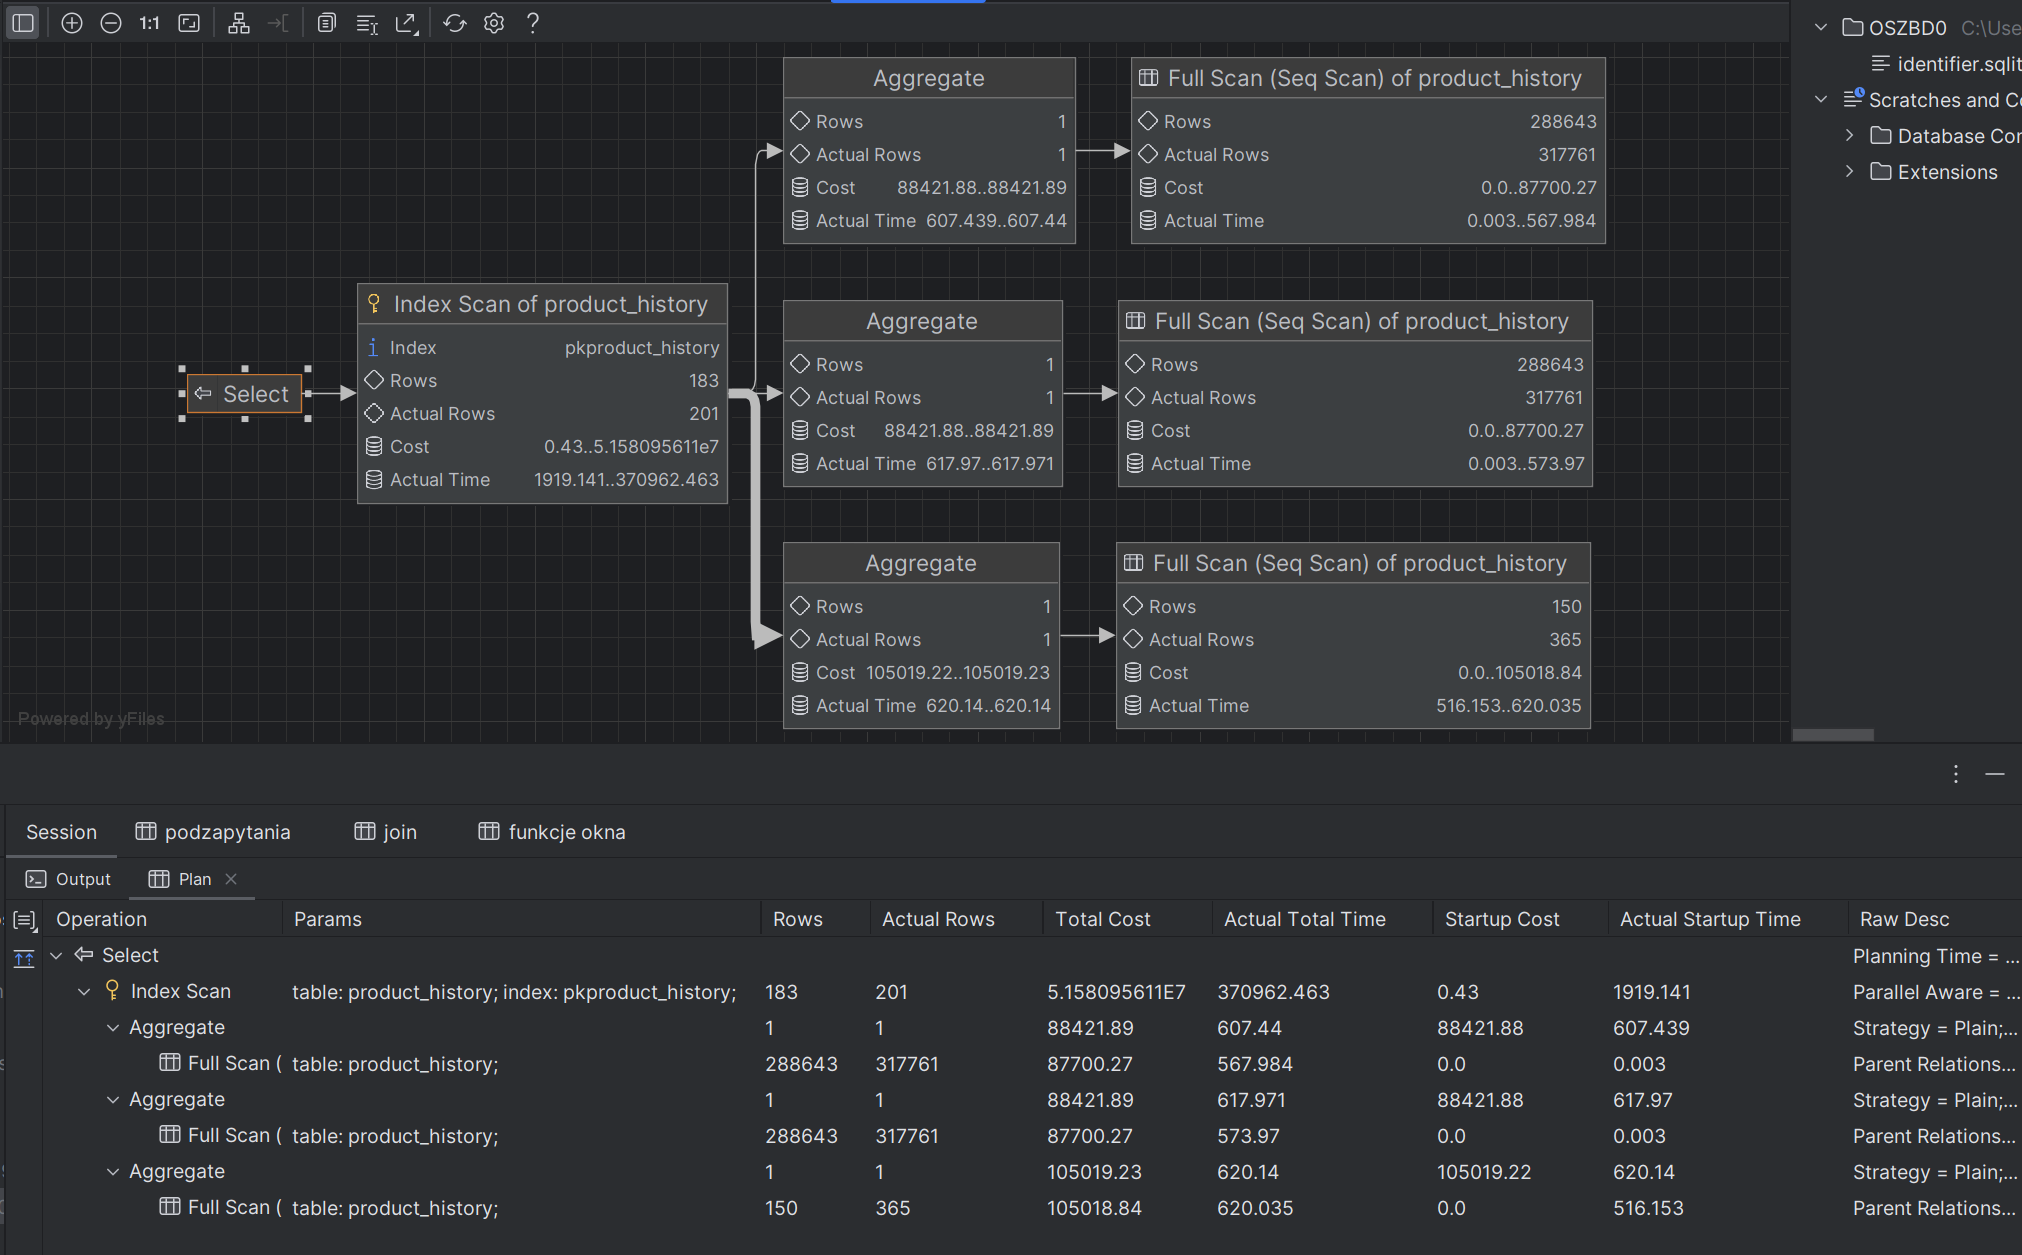 1:1
OSZBD0 C:\Use
identifier.sqlit
Scratches and Co
Database Cor
Extensions
Aggregate
Rows 1
Actual Rows 1
Cost 88421.88..88421.89
Actual Time 607.439..607.44
Full Scan (Seq Scan) of product_history
Rows 288643
Actual Rows 317761
Cost 0.0..87700.27
Actual Time 0.003..567.984
Select
Index Scan of product_history
Index pkproduct_history
Rows 183
Actual Rows 201
Cost 0.43..5.158095611e7
Actual Time 1919.141..370962.463
Aggregate
Rows 1
Actual Rows 1
Cost 88421.88..88421.89
Actual Time 617.97..617.971
Full Scan (Seq Scan) of product_history
Rows 288643
Actual Rows 317761
Cost 0.0..87700.27
Actual Time 0.003..573.97
Aggregate
Rows 1
Actual Rows 1
Cost 105019.22..105019.23
Actual Time 620.14..620.14
Full Scan (Seq Scan) of product_history
Rows 150
Actual Rows 365
Cost 0.0..105018.84
Actual Time 516.153..620.035
Powered by yFiles
Session podzapytania join funkcje okna
Output Plan
Operation Params Rows Actual Rows Total Cost Actual Total Time Startup Cost Actual Startup Time Raw Desc
Select Planning Time = ...
Index Scan table: product_history; index: pkproduct_history; 183 201 5.158095611E7 370962.463 0.43 1919.141 Parallel Aware = ...
Aggregate 1 1 88421.89 607.44 88421.88 607.439 Strategy = Plain;...
Full Scan ( table: product_history; 288643 317761 87700.27 567.984 0.0 0.003 Parent Relations...
Aggregate 1 1 88421.89 617.971 88421.88 617.97 Strategy = Plain;...
Full Scan ( table: product_history; 288643 317761 87700.27 573.97 0.0 0.003 Parent Relations...
Aggregate 1 1 105019.23 620.14 105019.22 620.14 Strategy = Plain;...
Full Scan ( table: product_history; 150 365 105018.84 620.035 0.0 516.153 Parent Relations...